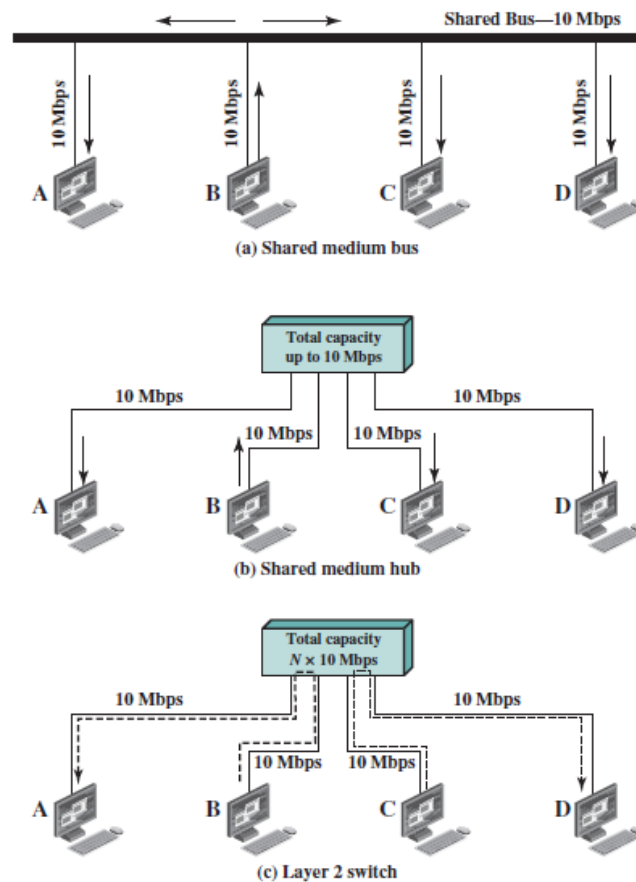 Shared Bus—10 Mbps
10 Mbps
10 Mbps
10 Mbps
10 Mbps
A
B
C
D
(a) Shared medium bus
Total capacity
up to 10 Mbps
10 Mbps
10 Mbps
10 Mbps
10 Mbps
A
B
C
D
(b) Shared medium hub
Total capacity
N × 10 Mbps
10 Mbps
10 Mbps
10 Mbps
10 Mbps
A
B
C
D
(c) Layer 2 switch